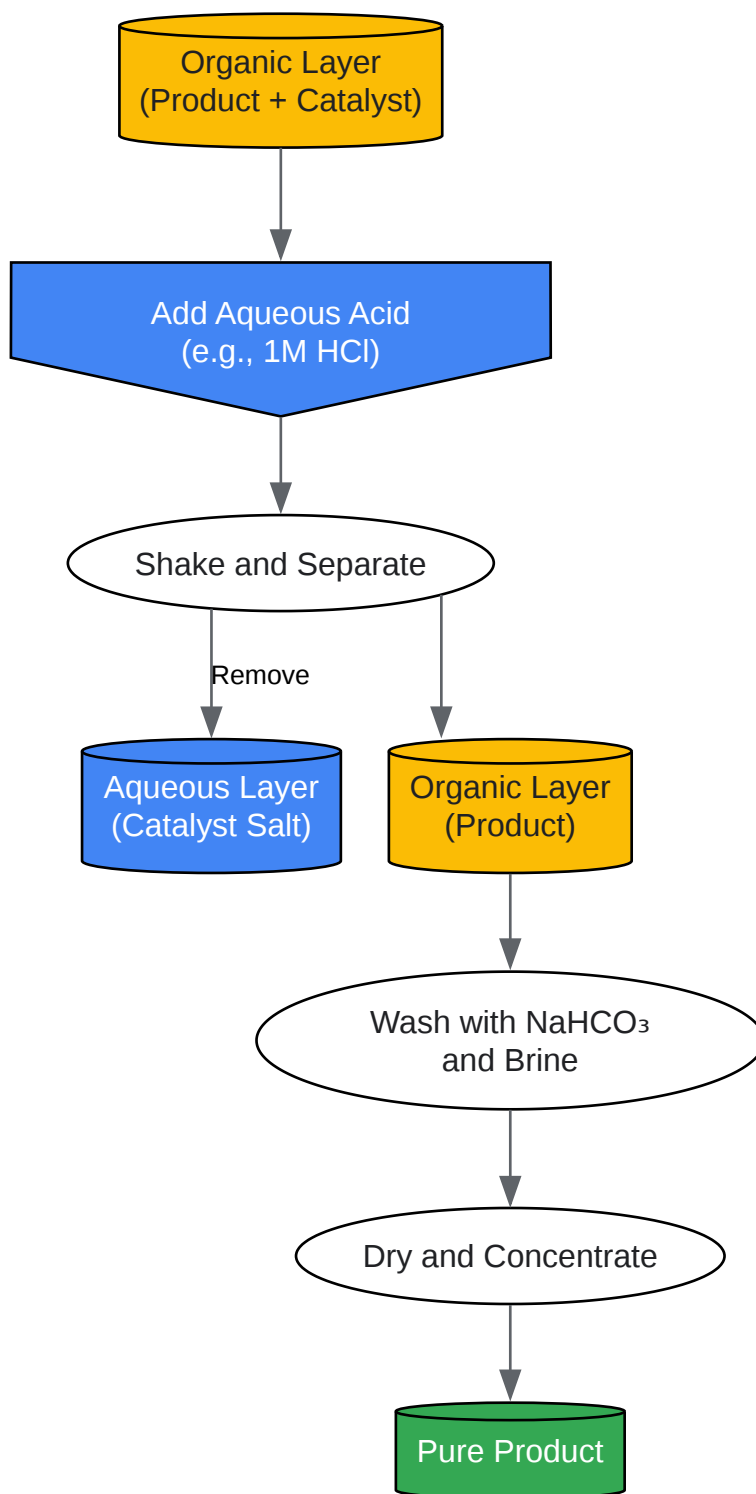 Organic Layer
(Product + Catalyst)
Add Aqueous Acid
(e.g., 1M HCl)
Shake and Separate
Remove
Aqueous Layer
(Catalyst Salt)
Organic Layer
(Product)
Wash with NaHCO₃
and Brine
Dry and Concentrate
Pure Product